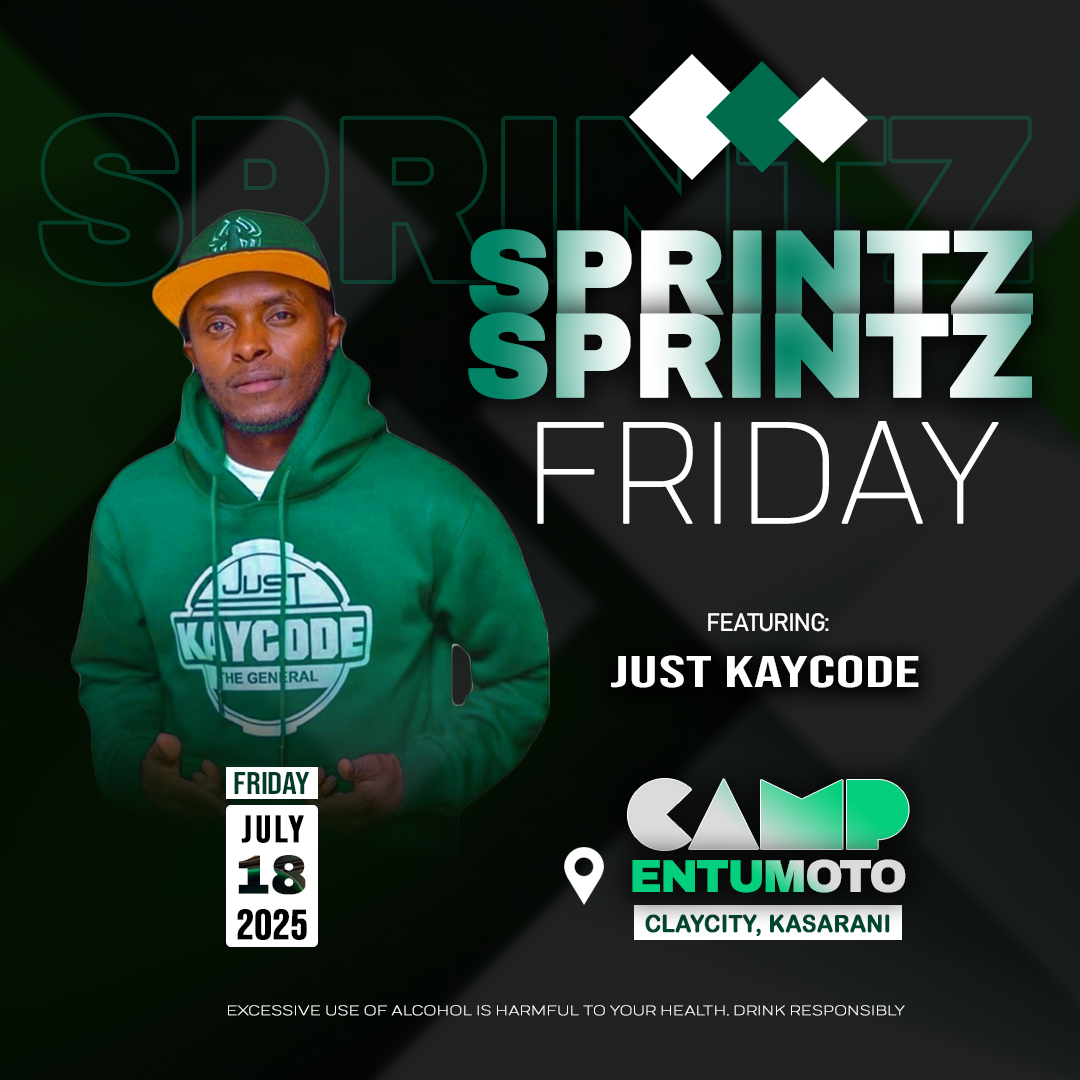 SPRINTZ
SPRINTZ
SPRINTZ
FRIDAY
JUST
KAYCODE
THE GENERAL
FEATURING:
JUST KAYCODE
FRIDAY
JULY
18
2025
CAMP
ENTUMOTO
CLAYCITY, KASARANI
EXCESSIVE USE OF ALCOHOL IS HARMFUL TO YOUR HEALTH. DRINK RESPONSIBLY